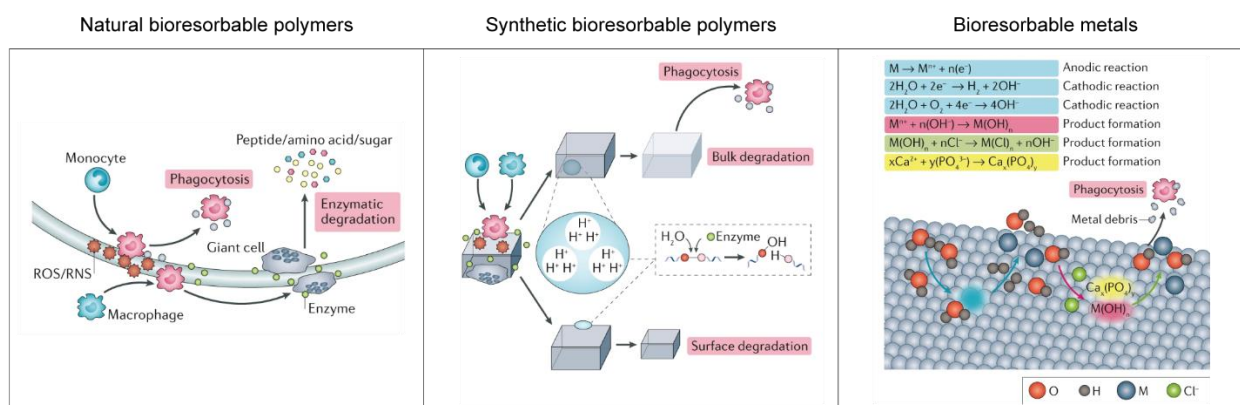 Natural bioresorbable polymers
Synthetic bioresorbable polymers
Bioresorbable metals
Peptide/amino acid/sugar
Monocyte
Phagocytosis
Enzymatic
degradation
Giant cell
ROS/RNS
Enzyme
Macrophage
Phagocytosis
Bulk degradation
H⁺
H⁺ H⁺
H⁺
H⁺ H⁺
H⁺
H⁺ H⁺
H₂O
Enzyme
OH
HO
Surface degradation
M → Mⁿ⁺ + n(e⁻) Anodic reaction
2H₂O + 2e⁻ → H₂ + 2OH⁻ Cathodic reaction
2H₂O + O₂ + 4e⁻ → 4OH⁻ Cathodic reaction
Mⁿ⁺ + n(OH⁻) → M(OH)ₙ Product formation
M(OH)ₙ + nCl⁻ → M(Cl)ₙ + nOH⁻ Product formation
xCa²⁺ + y(PO₄³⁻) → Caₓ(PO₄)ᵧ Product formation
Phagocytosis
Metal debris
Caₓ(PO₄)ᵧ
M(OH)ₙ
O H M Cl⁻